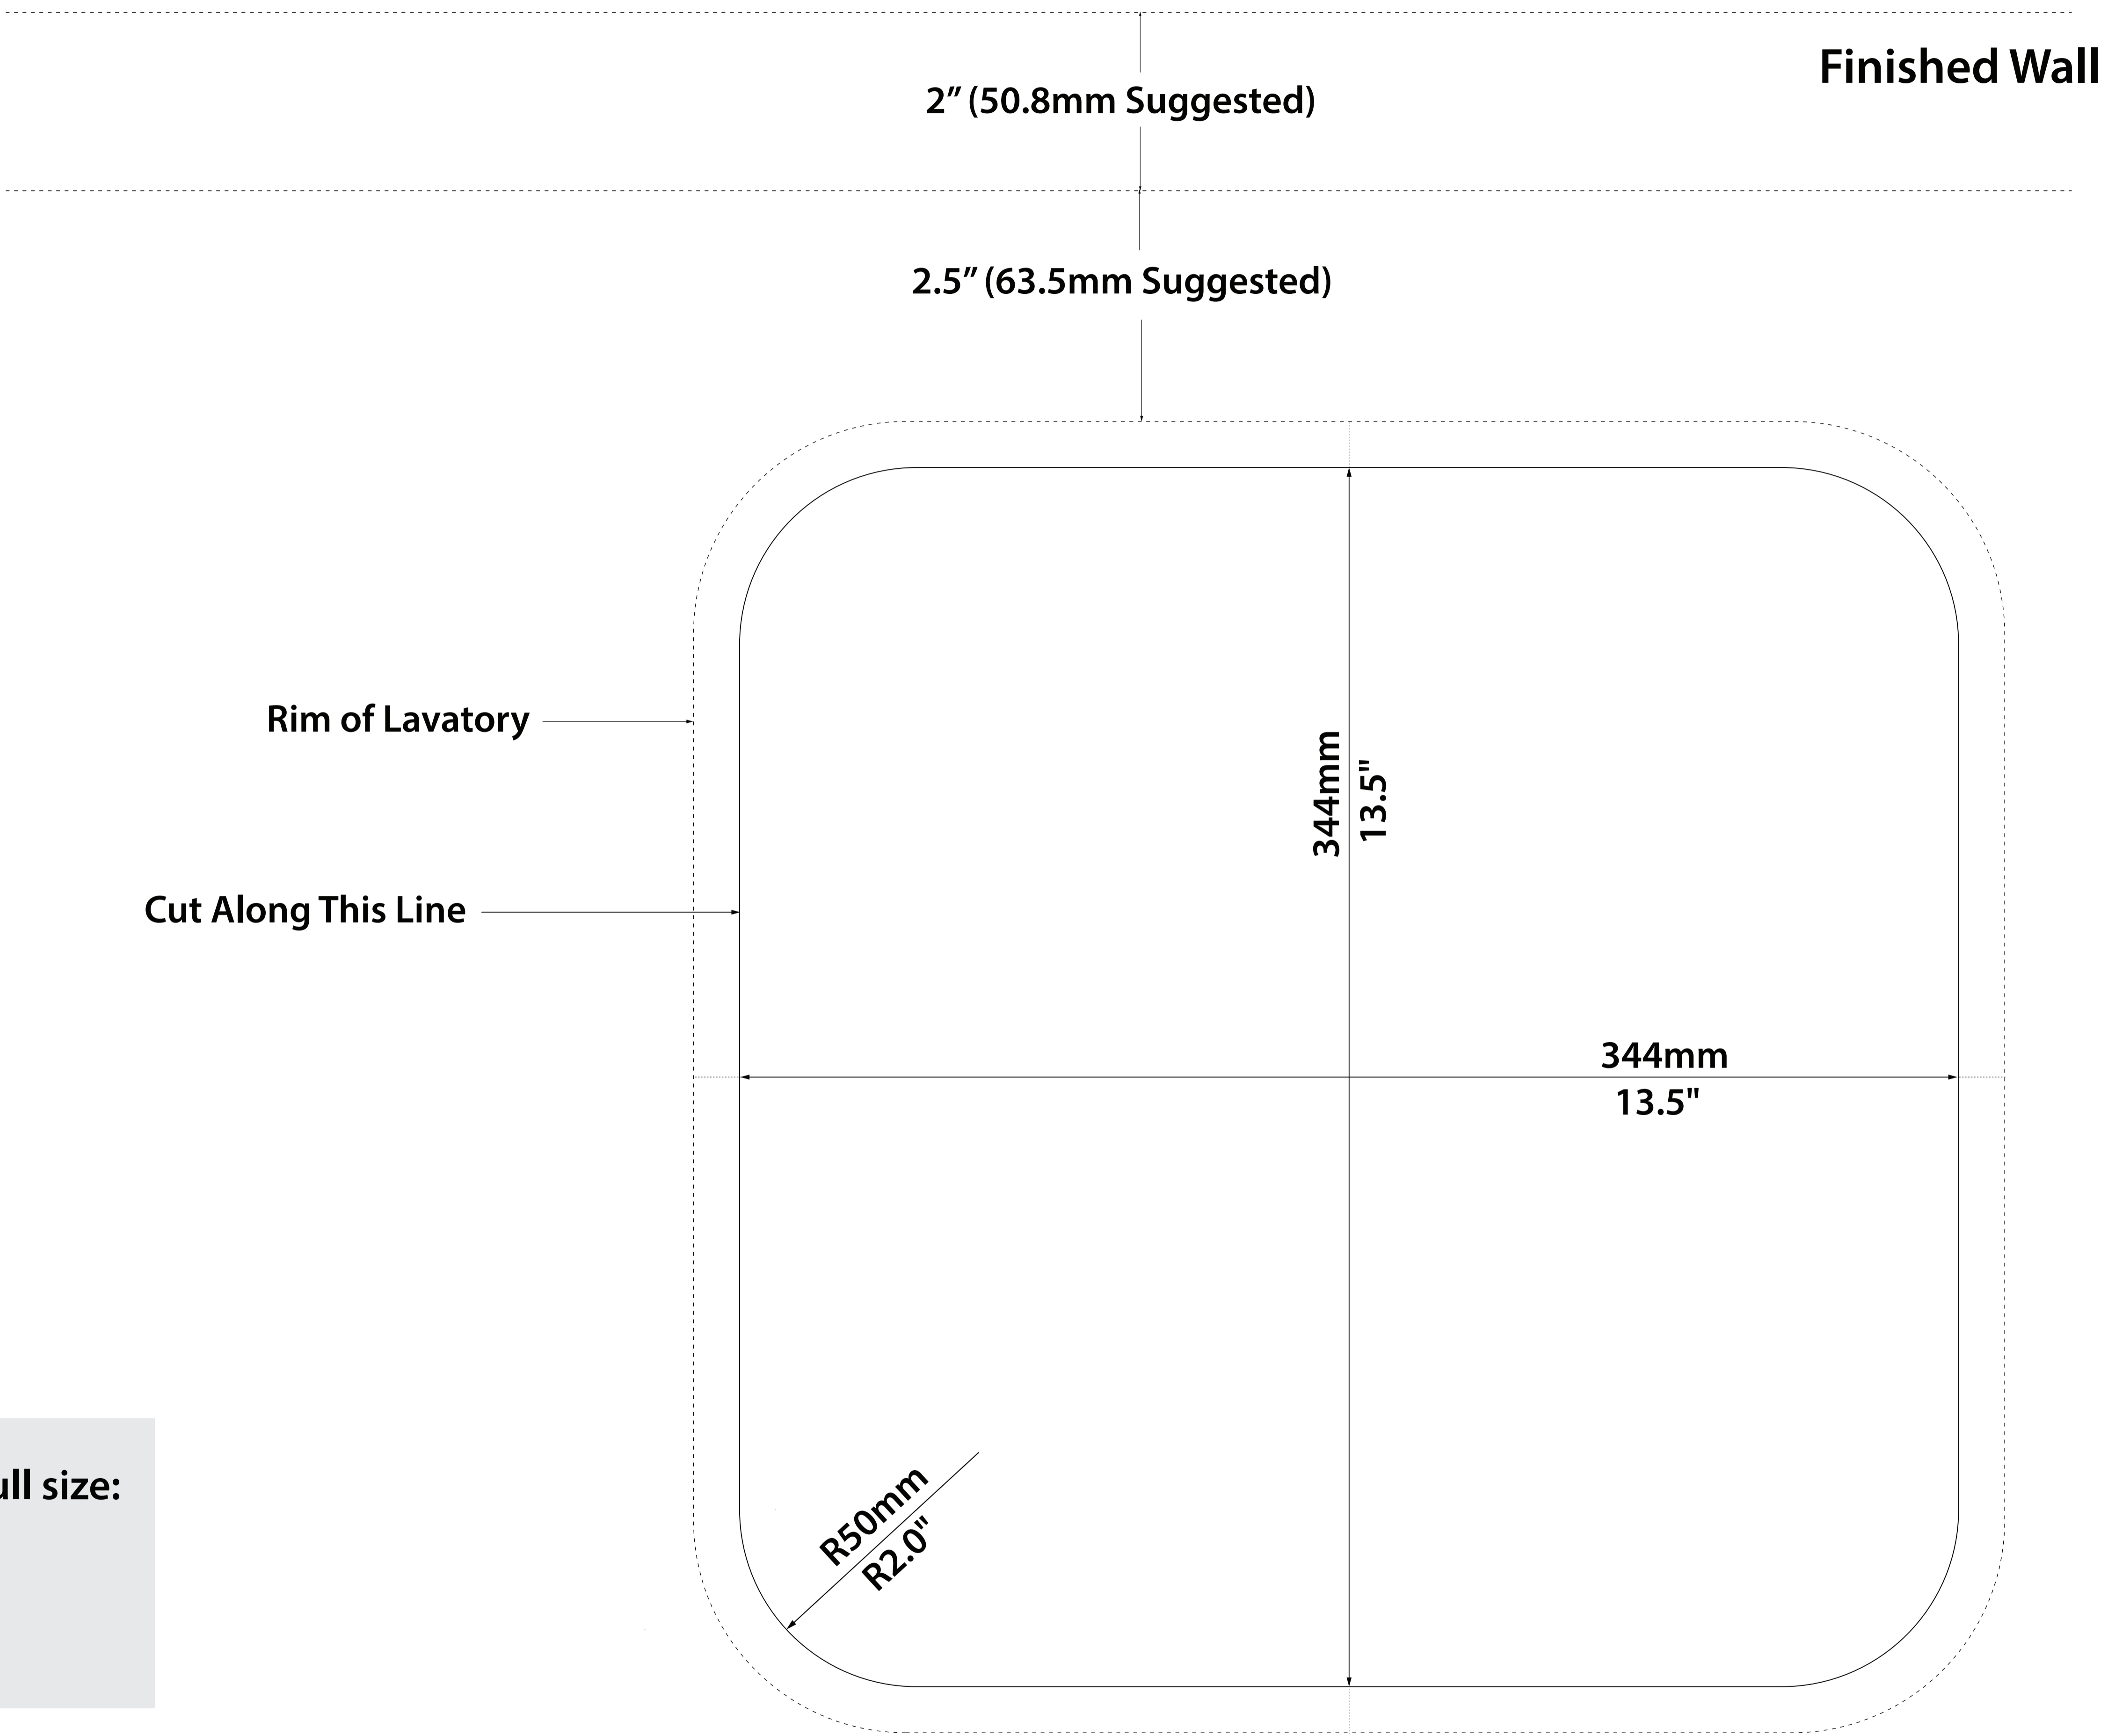 Finished Wall
2” (50.8mm Suggested)
2.5” (63.5mm Suggested)
Rim of Lavatory
344mm
13.5"
Cut Along This Line
344mm
13.5"
size:
R50mm
R2.0"